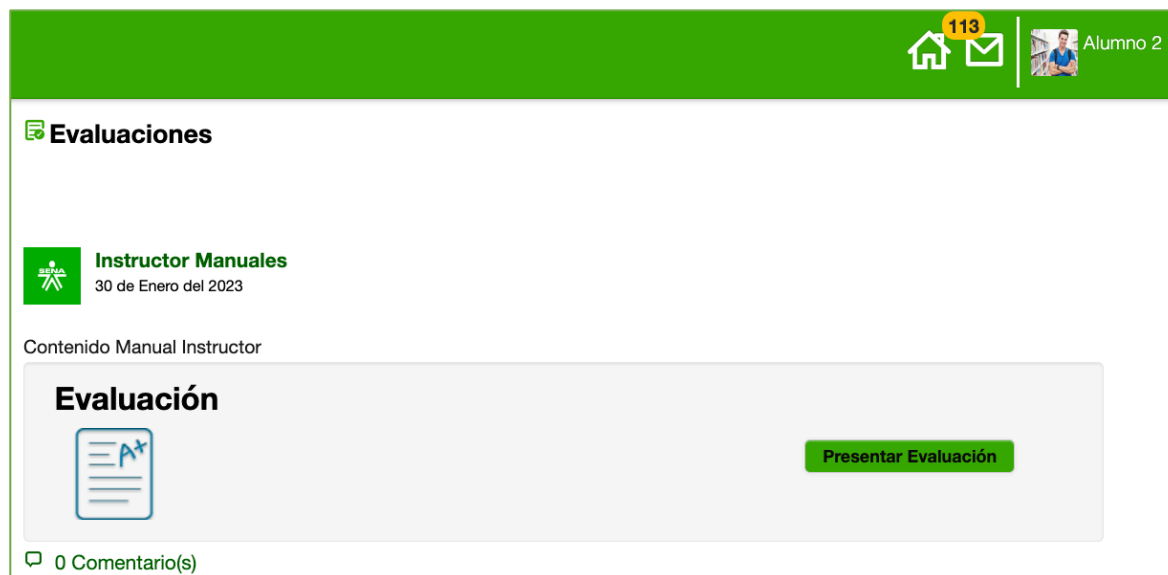 113
Alumno 2
Evaluaciones
SENA
Instructor Manuales
30 de Enero del 2023
Contenido Manual Instructor
Evaluación
A+
Presentar Evaluación
0 Comentario(s)